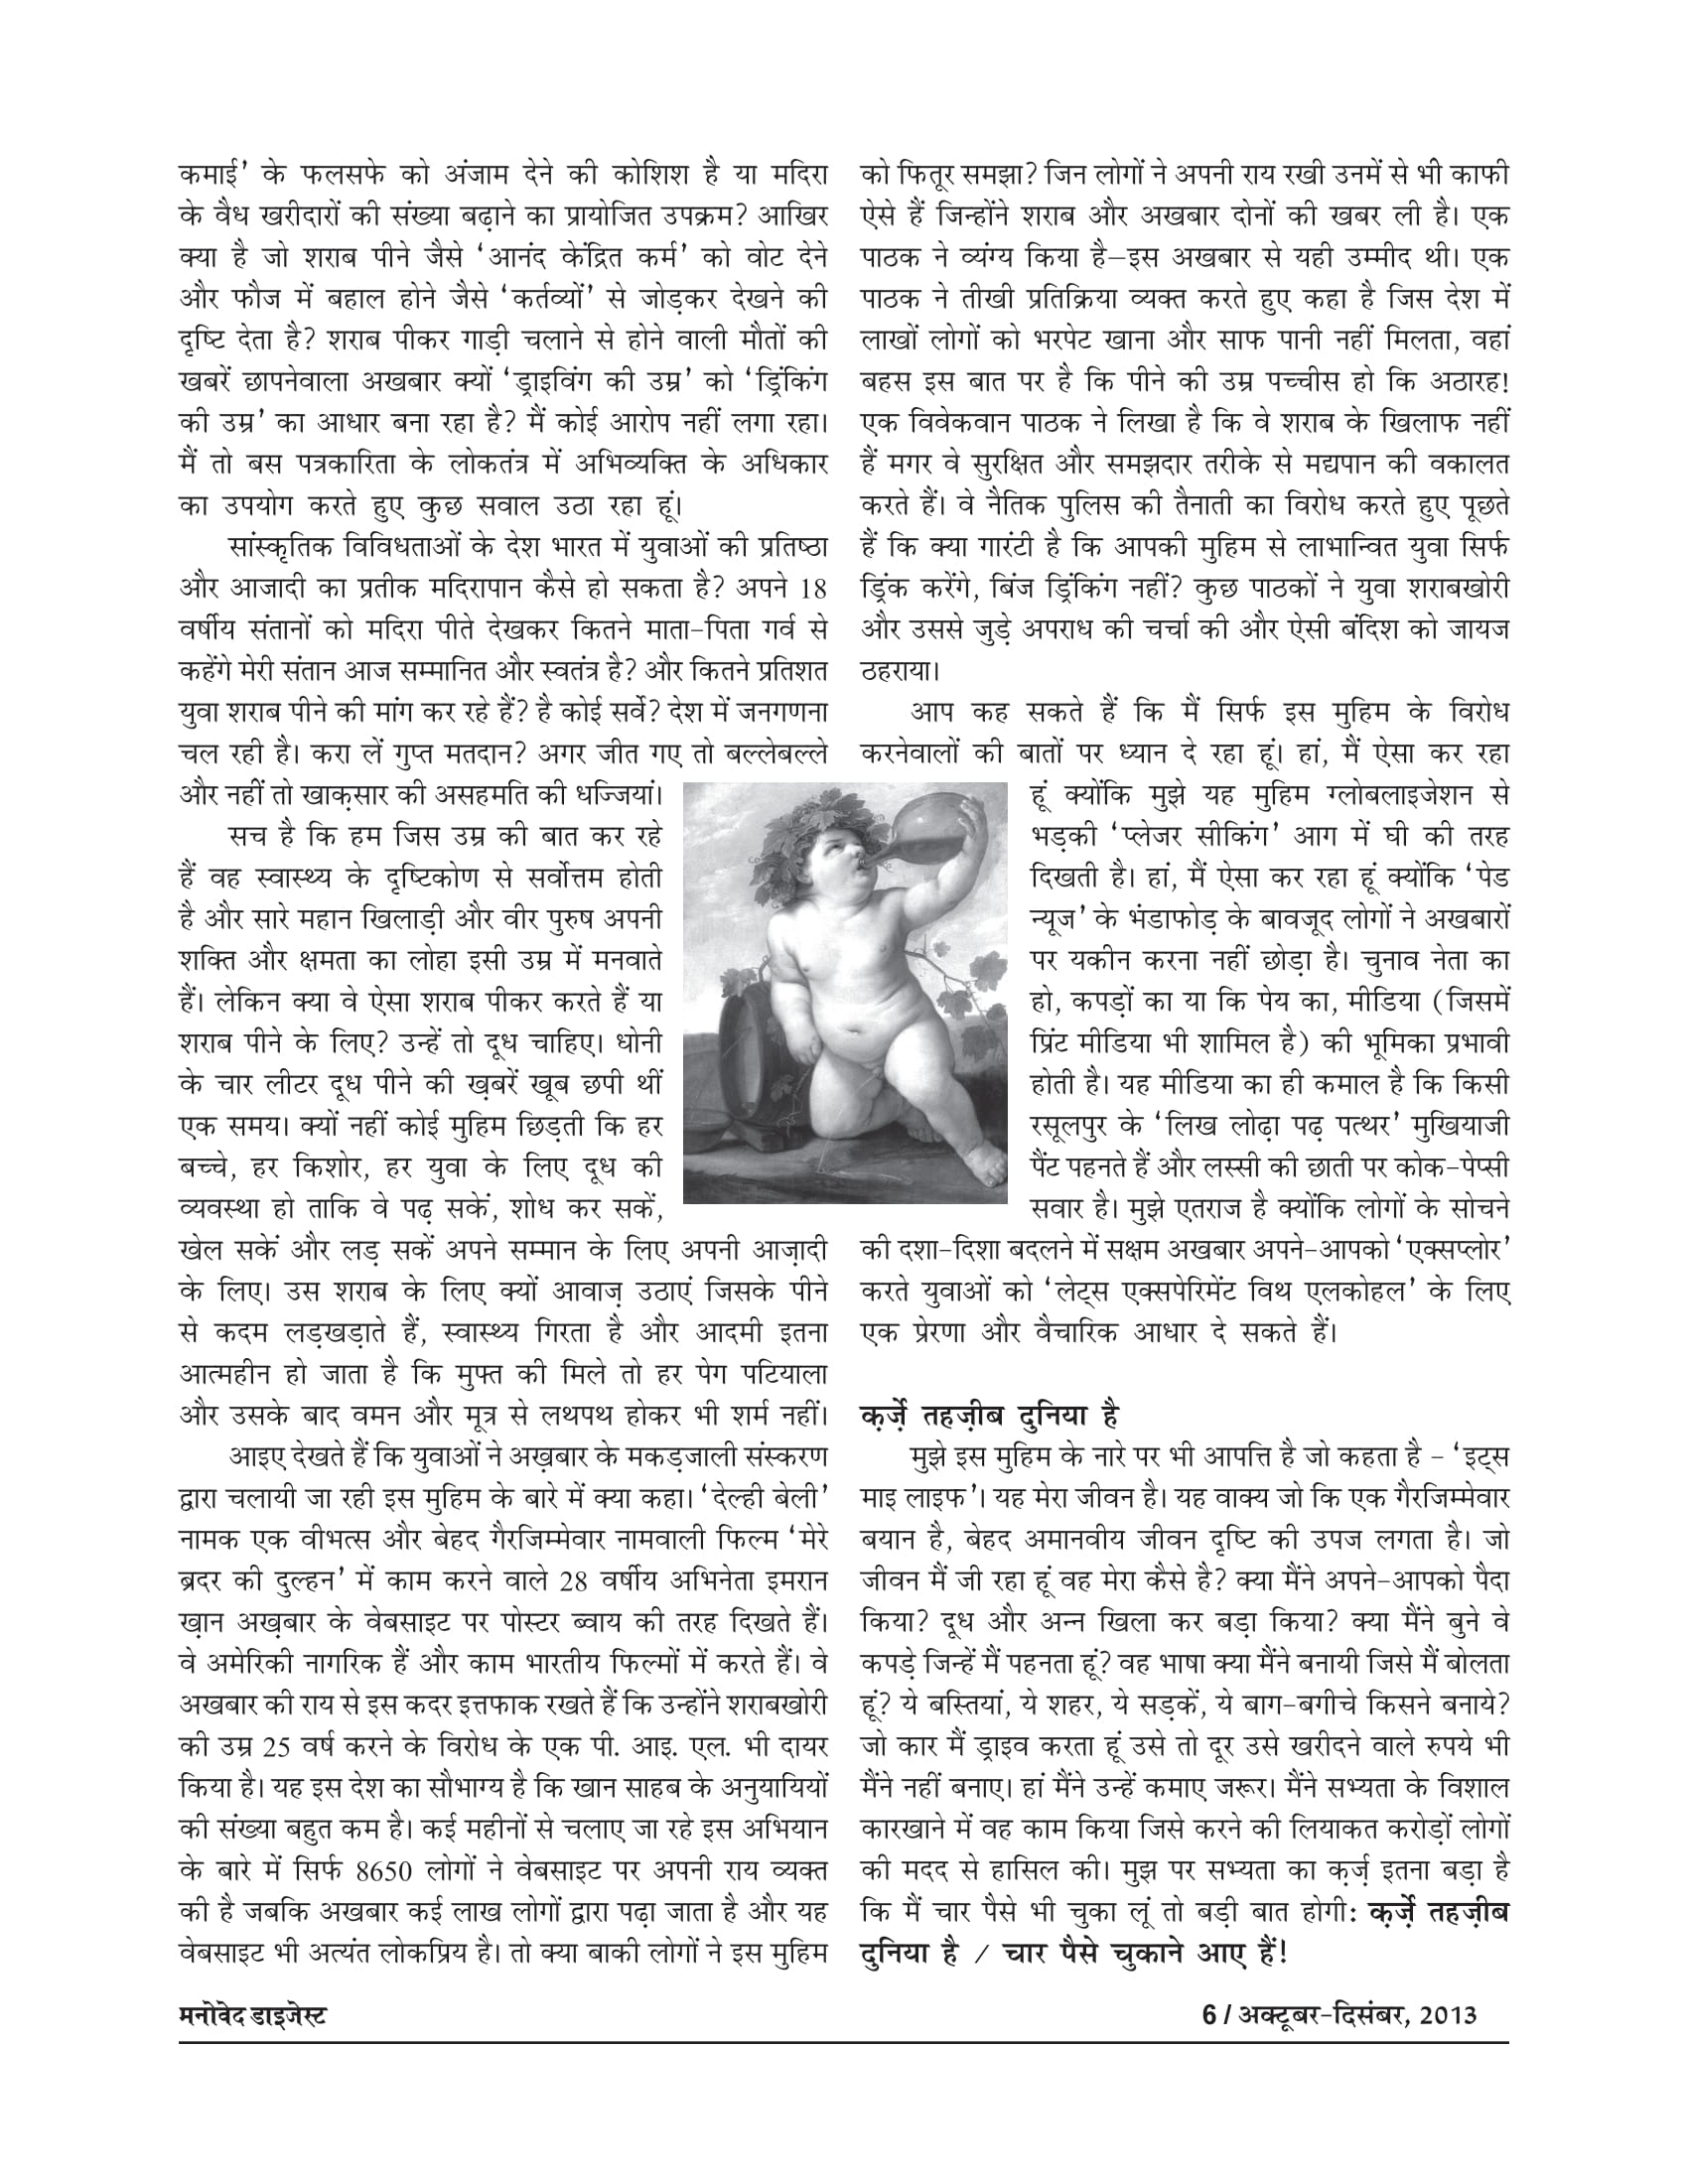 कमाई’ के फलसफे को अंजाम देने की कोशिश है या मदिरा
के वैध खरीदारों की संख्या बढ़ाने का प्रायोजित उपक्रम? आखिर
क्या है जो शराब पीने जैसे ‘आनंद केंद्रित कर्म’ को वोट देने
और फौज में बहाल होने जैसे ‘कर्तव्यों’ से जोड़कर देखने की
दृष्टि देता है? शराब पीकर गाड़ी चलाने से होने वाली मौतों की
खबरें छापनेवाला अखबार क्यों ‘ड्राइविंग की उम्र’ को ‘ड्रिंकिंग
की उम्र’ का आधार बना रहा है? मैं कोई आरोप नहीं लगा रहा।
मैं तो बस पत्रकारिता के लोकतंत्र में अभिव्यक्ति के अधिकार
का उपयोग करते हुए कुछ सवाल उठा रहा हूं।
सांस्कृतिक विविधताओं के देश भारत में युवाओं की प्रतिष्ठा
और आजादी का प्रतीक मदिरापान कैसे हो सकता है? अपने 18
वर्षीय संतानों को मदिरा पीते देखकर कितने माता-पिता गर्व से
कहेंगे मेरी संतान आज सम्मानित और स्वतंत्र है? और कितने प्रतिशत
युवा शराब पीने की मांग कर रहे हैं? है कोई सर्वे? देश में जनगणना
चल रही है। करा लें गुप्त मतदान? अगर जीत गए तो बल्लेबल्ले
और नहीं तो खाक़सार की असहमति की धज्जियां।
सच है कि हम जिस उम्र की बात कर रहे
हैं वह स्वास्थ्य के दृष्टिकोण से सर्वोत्तम होती
है और सारे महान खिलाड़ी और वीर पुरुष अपनी
शक्ति और क्षमता का लोहा इसी उम्र में मनवाते
हैं। लेकिन क्या वे ऐसा शराब पीकर करते हैं या
शराब पीने के लिए? उन्हें तो दूध चाहिए। धोनी
के चार लीटर दूध पीने की ख़बरें खूब छपी थीं
एक समय। क्यों नहीं कोई मुहिम छिड़ती कि हर
बच्चे, हर किशोर, हर युवा के लिए दूध की
व्यवस्था हो ताकि वे पढ़ सकें, शोध कर सकें,
खेल सकें और लड़ सकें अपने सम्मान के लिए अपनी आज़ादी
के लिए। उस शराब के लिए क्यों आवाज़ उठाएं जिसके पीने
से कदम लड़खड़ाते हैं, स्वास्थ्य गिरता है और आदमी इतना
आत्महीन हो जाता है कि मुफ्त की मिले तो हर पेग पटियाला
और उसके बाद वमन और मूत्र से लथपथ होकर भी शर्म नहीं।
आइए देखते हैं कि युवाओं ने अख़बार के मकड़जाली संस्करण
द्वारा चलायी जा रही इस मुहिम के बारे में क्या कहा। ‘देल्ही बेली’
नामक एक वीभत्स और बेहद गैरजिम्मेवार नामवाली फिल्म ‘मेरे
ब्रदर की दुल्हन’ में काम करने वाले 28 वर्षीय अभिनेता इमरान
ख़ान अख़बार के वेबसाइट पर पोस्टर ब्वाय की तरह दिखते हैं।
वे अमेरिकी नागरिक हैं और काम भारतीय फिल्मों में करते हैं। वे
अखबार की राय से इस कदर इत्तफाक रखते हैं कि उन्होंने शराबखोरी
की उम्र 25 वर्ष करने के विरोध के एक पी. आइ. एल. भी दायर
किया है। यह इस देश का सौभाग्य है कि खान साहब के अनुयायियों
की संख्या बहुत कम है। कई महीनों से चलाए जा रहे इस अभियान
के बारे में सिर्फ 8650 लोगों ने वेबसाइट पर अपनी राय व्यक्त
की है जबकि अखबार कई लाख लोगों द्वारा पढ़ा जाता है और यह
वेबसाइट भी अत्यंत लोकप्रिय है। तो क्या बाकी लोगों ने इस मुहिम
को फितूर समझा? जिन लोगों ने अपनी राय रखी उनमें से भी काफी
ऐसे हैं जिन्होंने शराब और अखबार दोनों की खबर ली है। एक
पाठक ने व्यंग्य किया है–इस अखबार से यही उम्मीद थी। एक
पाठक ने तीखी प्रतिक्रिया व्यक्त करते हुए कहा है जिस देश में
लाखों लोगों को भरपेट खाना और साफ पानी नहीं मिलता, वहां
बहस इस बात पर है कि पीने की उम्र पच्चीस हो कि अठारह!
एक विवेकवान पाठक ने लिखा है कि वे शराब के खिलाफ नहीं
हैं मगर वे सुरक्षित और समझदार तरीके से मद्यपान की वकालत
करते हैं। वे नैतिक पुलिस की तैनाती का विरोध करते हुए पूछते
हैं कि क्या गारंटी है कि आपकी मुहिम से लाभान्वित युवा सिर्फ
ड्रिंक करेंगे, बिंज ड्रिंकिंग नहीं? कुछ पाठकों ने युवा शराबखोरी
और उससे जुड़े अपराध की चर्चा की और ऐसी बंदिश को जायज
ठहराया।
आप कह सकते हैं कि मैं सिर्फ इस मुहिम के विरोध
करनेवालों की बातों पर ध्यान दे रहा हूं। हां, मैं ऐसा कर रहा
हूं क्योंकि मुझे यह मुहिम ग्लोबलाइजेशन से
भड़की ‘प्लेजर सीकिंग’ आग में घी की तरह
दिखती है। हां, मैं ऐसा कर रहा हूं क्योंकि ‘पेड
न्यूज’ के भंडाफोड़ के बावजूद लोगों ने अखबारों
पर यकीन करना नहीं छोड़ा है। चुनाव नेता का
हो, कपड़ों का या कि पेय का, मीडिया (जिसमें
प्रिंट मीडिया भी शामिल है) की भूमिका प्रभावी
होती है। यह मीडिया का ही कमाल है कि किसी
रसूलपुर के ‘लिख लोढ़ा पढ़ पत्थर’ मुखियाजी
पैंट पहनते हैं और लस्सी की छाती पर कोक-पेप्सी
सवार है। मुझे एतराज है क्योंकि लोगों के सोचने
की दशा-दिशा बदलने में सक्षम अखबार अपने-आपको ‘एक्सप्लोर’
करते युवाओं को ‘लेट्स एक्सपेरिमेंट विथ एलकोहल’ के लिए
एक प्रेरणा और वैचारिक आधार दे सकते हैं।
क़र्ज़े तहज़ीब दुनिया है
मुझे इस मुहिम के नारे पर भी आपत्ति है जो कहता है - ‘इट्स
माइ लाइफ’। यह मेरा जीवन है। यह वाक्य जो कि एक गैरजिम्मेवार
बयान है, बेहद अमानवीय जीवन दृष्टि की उपज लगता है। जो
जीवन मैं जी रहा हूं वह मेरा कैसे है? क्या मैंने अपने-आपको पैदा
किया? दूध और अन्न खिला कर बड़ा किया? क्या मैंने बुने वे
कपड़े जिन्हें मैं पहनता हूं? वह भाषा क्या मैंने बनायी जिसे मैं बोलता
हूं? ये बस्तियां, ये शहर, ये सड़कें, ये बाग-बगीचे किसने बनाये?
जो कार मैं ड्राइव करता हूं उसे तो दूर उसे खरीदने वाले रुपये भी
मैंने नहीं बनाए। हां मैंने उन्हें कमाए जरूर। मैंने सभ्यता के विशाल
कारखाने में वह काम किया जिसे करने की लियाकत करोड़ों लोगों
की मदद से हासिल की। मुझ पर सभ्यता का क़र्ज़ इतना बड़ा है
कि मैं चार पैसे भी चुका लूं तो बड़ी बात होगी: क़र्ज़े तहज़ीब
दुनिया है / चार पैसे चुकाने आए हैं!
मनोवेद डाइजेस्ट
6 / अक्टूबर-दिसंबर, 2013